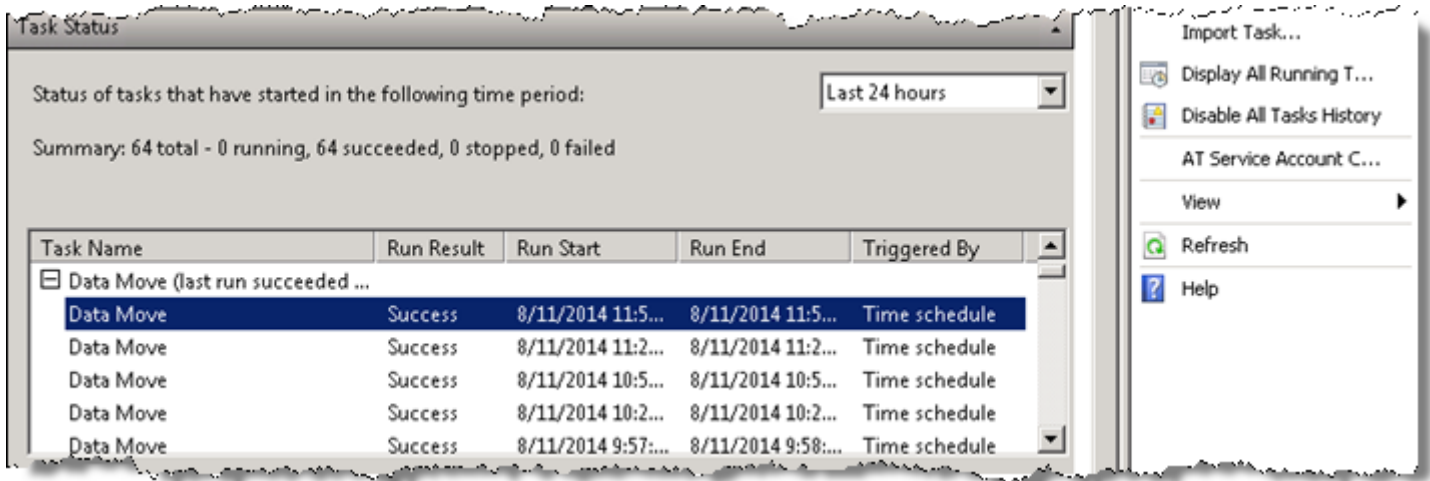 Task Status
Status of tasks that have started in the following time period:
Last 24 hours
Summary: 64 total - 0 running, 64 succeeded, 0 stopped, 0 failed
Task Name Run Result Run Start Run End Triggered By
Data Move (last run succeeded ...
Data Move Success 8/11/2014 11:5... 8/11/2014 11:5... Time schedule
Data Move Success 8/11/2014 11:2... 8/11/2014 11:2... Time schedule
Data Move Success 8/11/2014 10:5... 8/11/2014 10:5... Time schedule
Data Move Success 8/11/2014 10:2... 8/11/2014 10:2... Time schedule
Data Move Success 8/11/2014 9:57:... 8/11/2014 9:58:... Time schedule
Import Task...
Display All Running T...
Disable All Tasks History
AT Service Account C...
View
Refresh
Help